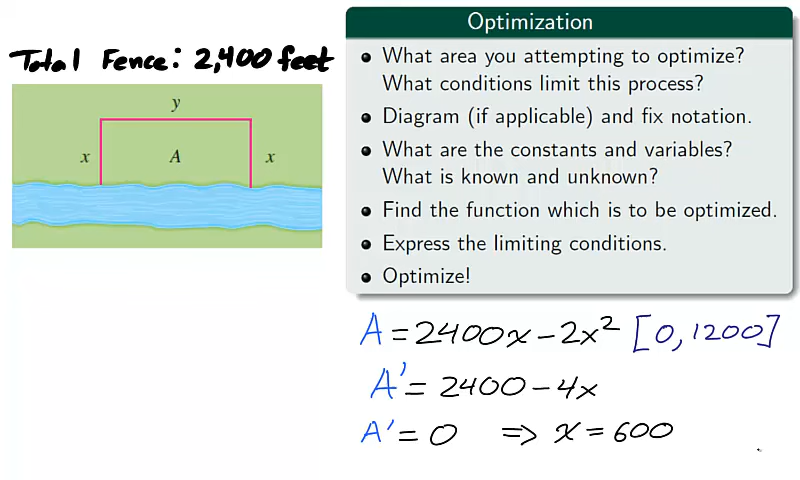 Total Fence: 2,400 feet
y
x
A
x
Optimization
What area you attempting to optimize?
What conditions limit this process?
Diagram (if applicable) and fix notation.
What are the constants and variables?
What is known and unknown?
Find the function which is to be optimized.
Express the limiting conditions.
Optimize!
A = 2400x - 2x² [0, 1200]
A' = 2400 - 4x
A' = 0 ⇒ x = 600